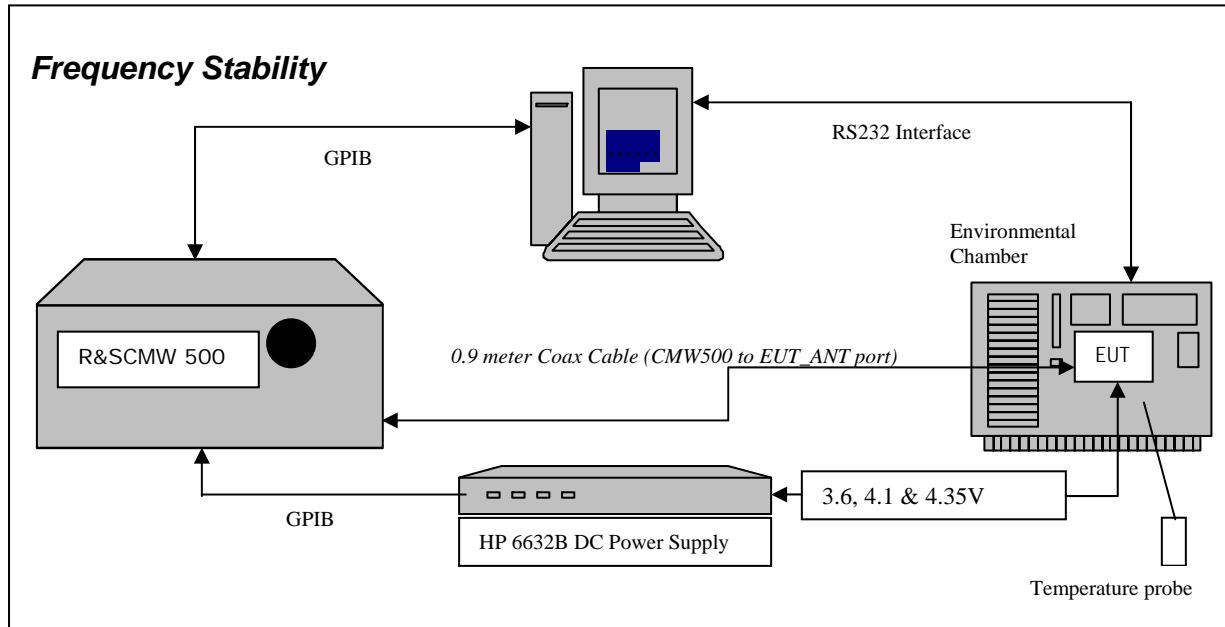 Frequency Stability
GPIB
RS232 Interface
Environmental
Chamber
R&SCMW 500
0.9 meter Coax Cable (CMW500 to EUT_ANT port)
EUT
GPIB
3.6, 4.1 & 4.35V
HP 6632B DC Power Supply
Temperature probe